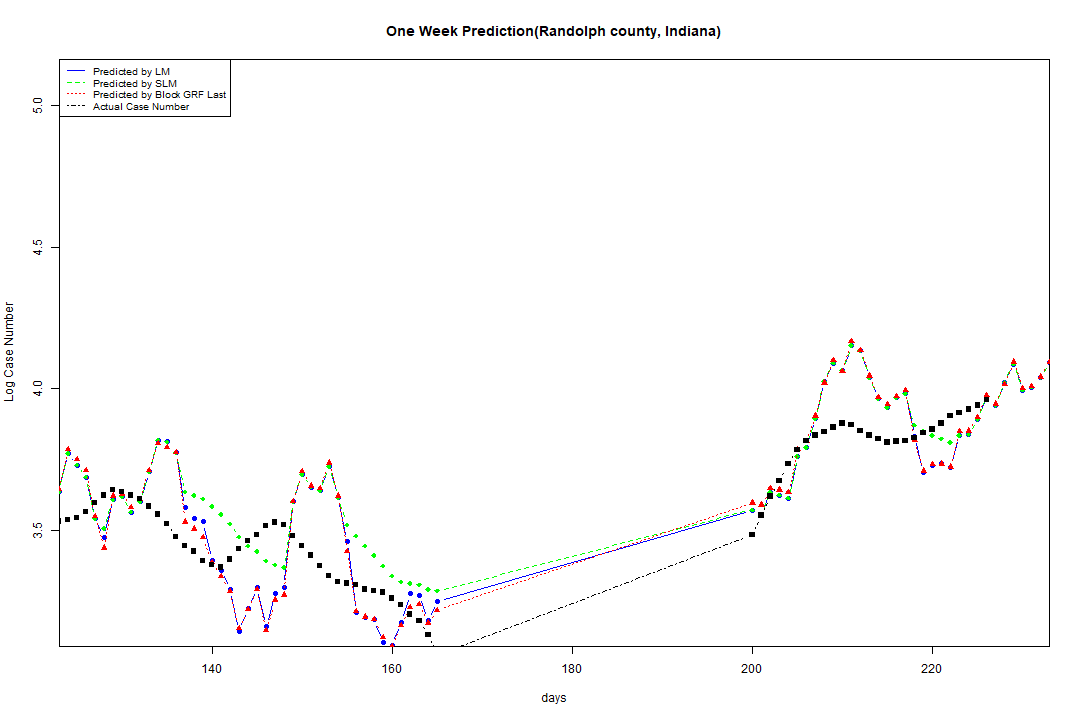 One Week Prediction(Randolph county, Indiana)
Predicted by LM
Predicted by SLM
Predicted by Block GRF Last
Actual Case Number
5.0
4.5
4.0
3.5
Log Case Number
140 160 180 200 220
days